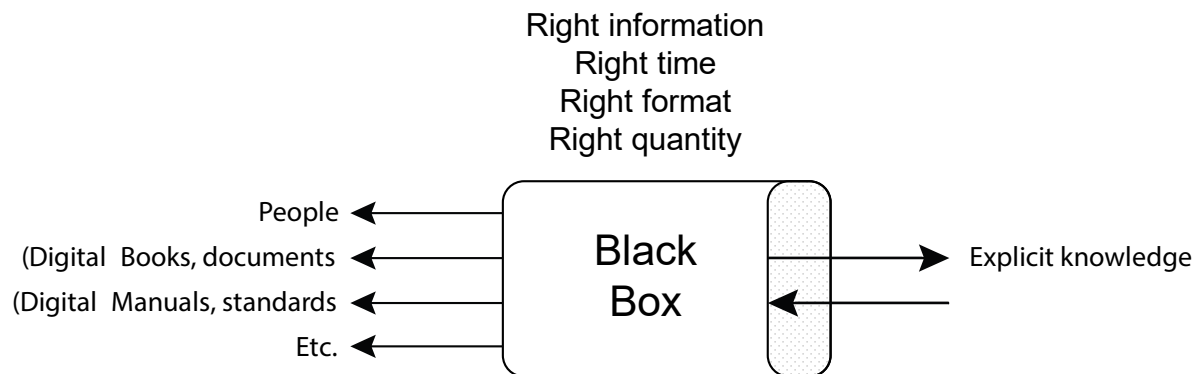 Right information
Right time
Right format
Right quantity
People
(Digital Books, documents
(Digital Manuals, standards
Etc.
Black
Box
Explicit knowledge